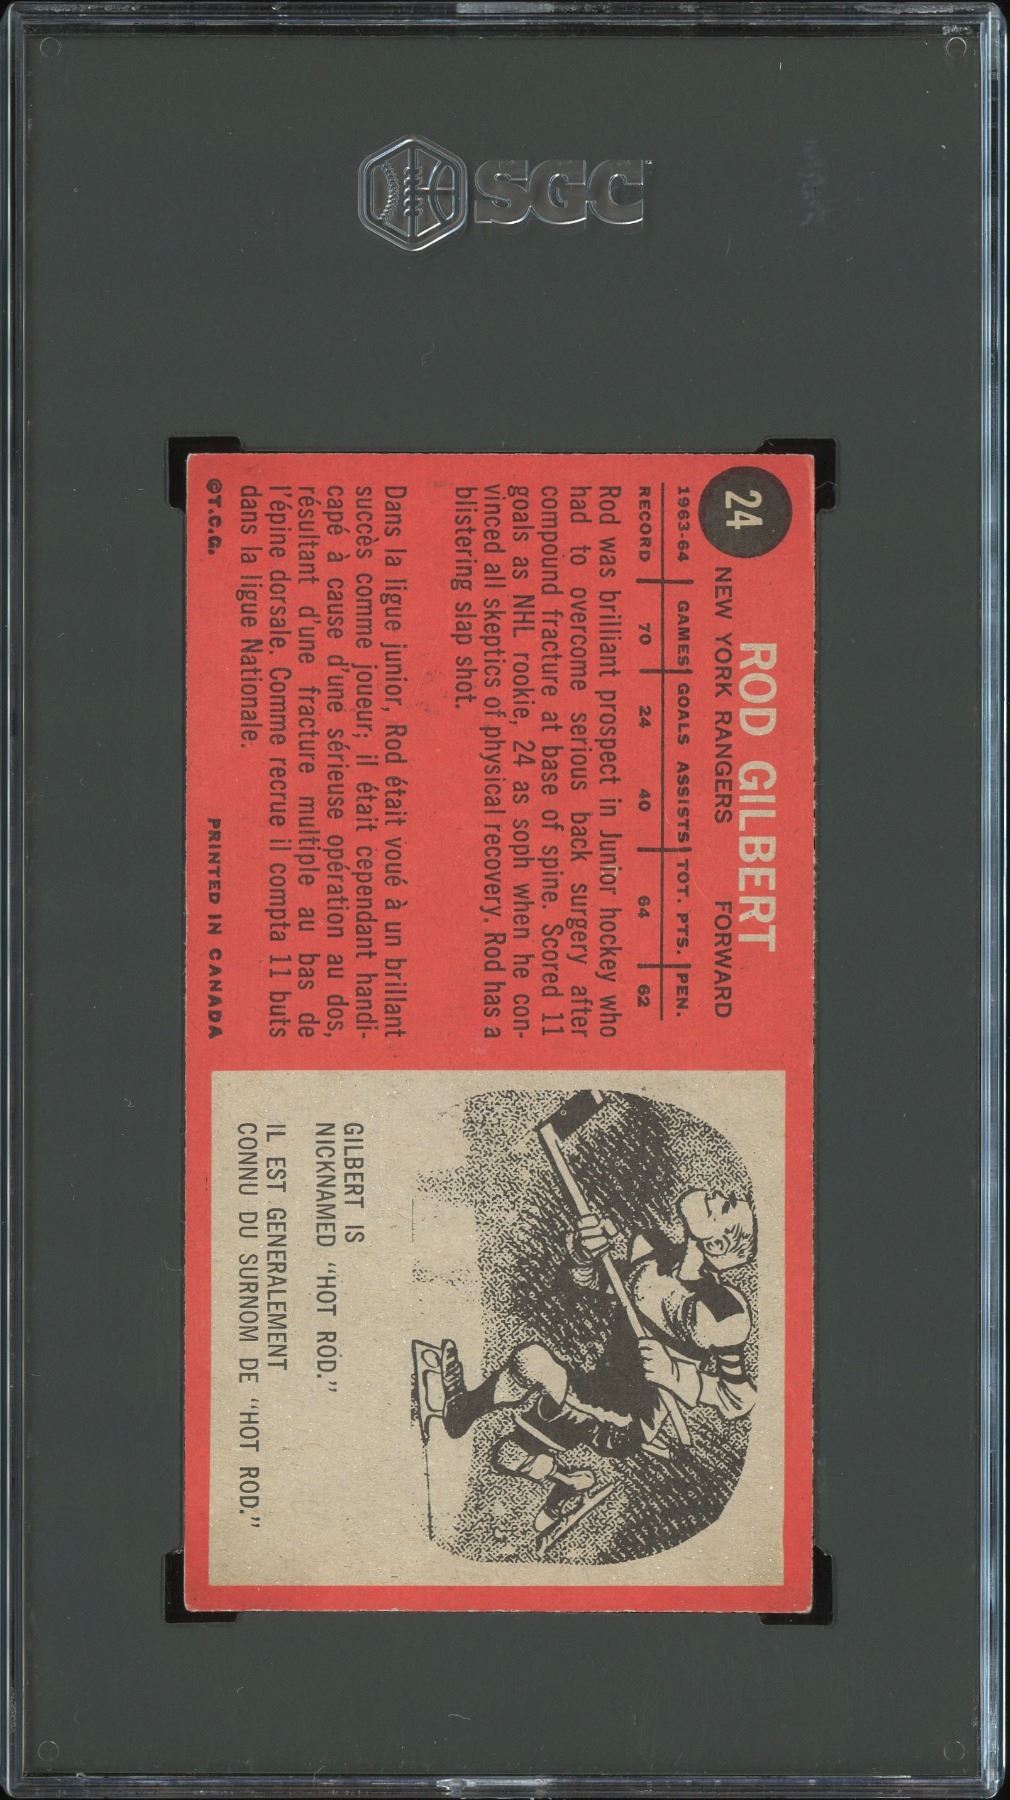 SGC
24
ROD GILBERT
NEW YORK RANGERS FORWARD
1963-64 GAMES GOALS ASSISTS TOT. PTS. PEN.
RECORD 70 24 40 64 62
Rod was brilliant prospect in Junior hockey who
had to overcome serious back surgery after
compound fracture at base of spine. Scored 11
goals as NHL rookie, 24 as soph when he con-
vinced all skeptics of physical recovery. Rod has a
blistering slap shot.
Dans la ligue junior, Rod était voué à un brillant
succès comme joueur; il était cependant handi-
capé à cause d'une sérieuse opération au dos,
résultant d'une fracture multiple au bas de
l'épine dorsale. Comme recrue il compta 11 buts
dans la ligue Nationale.
©T.C.G. PRINTED IN CANADA
GILBERT IS
NICKNAMED "HOT ROD."
IL EST GENERALEMENT
CONNU DU SURNOM DE "HOT ROD."